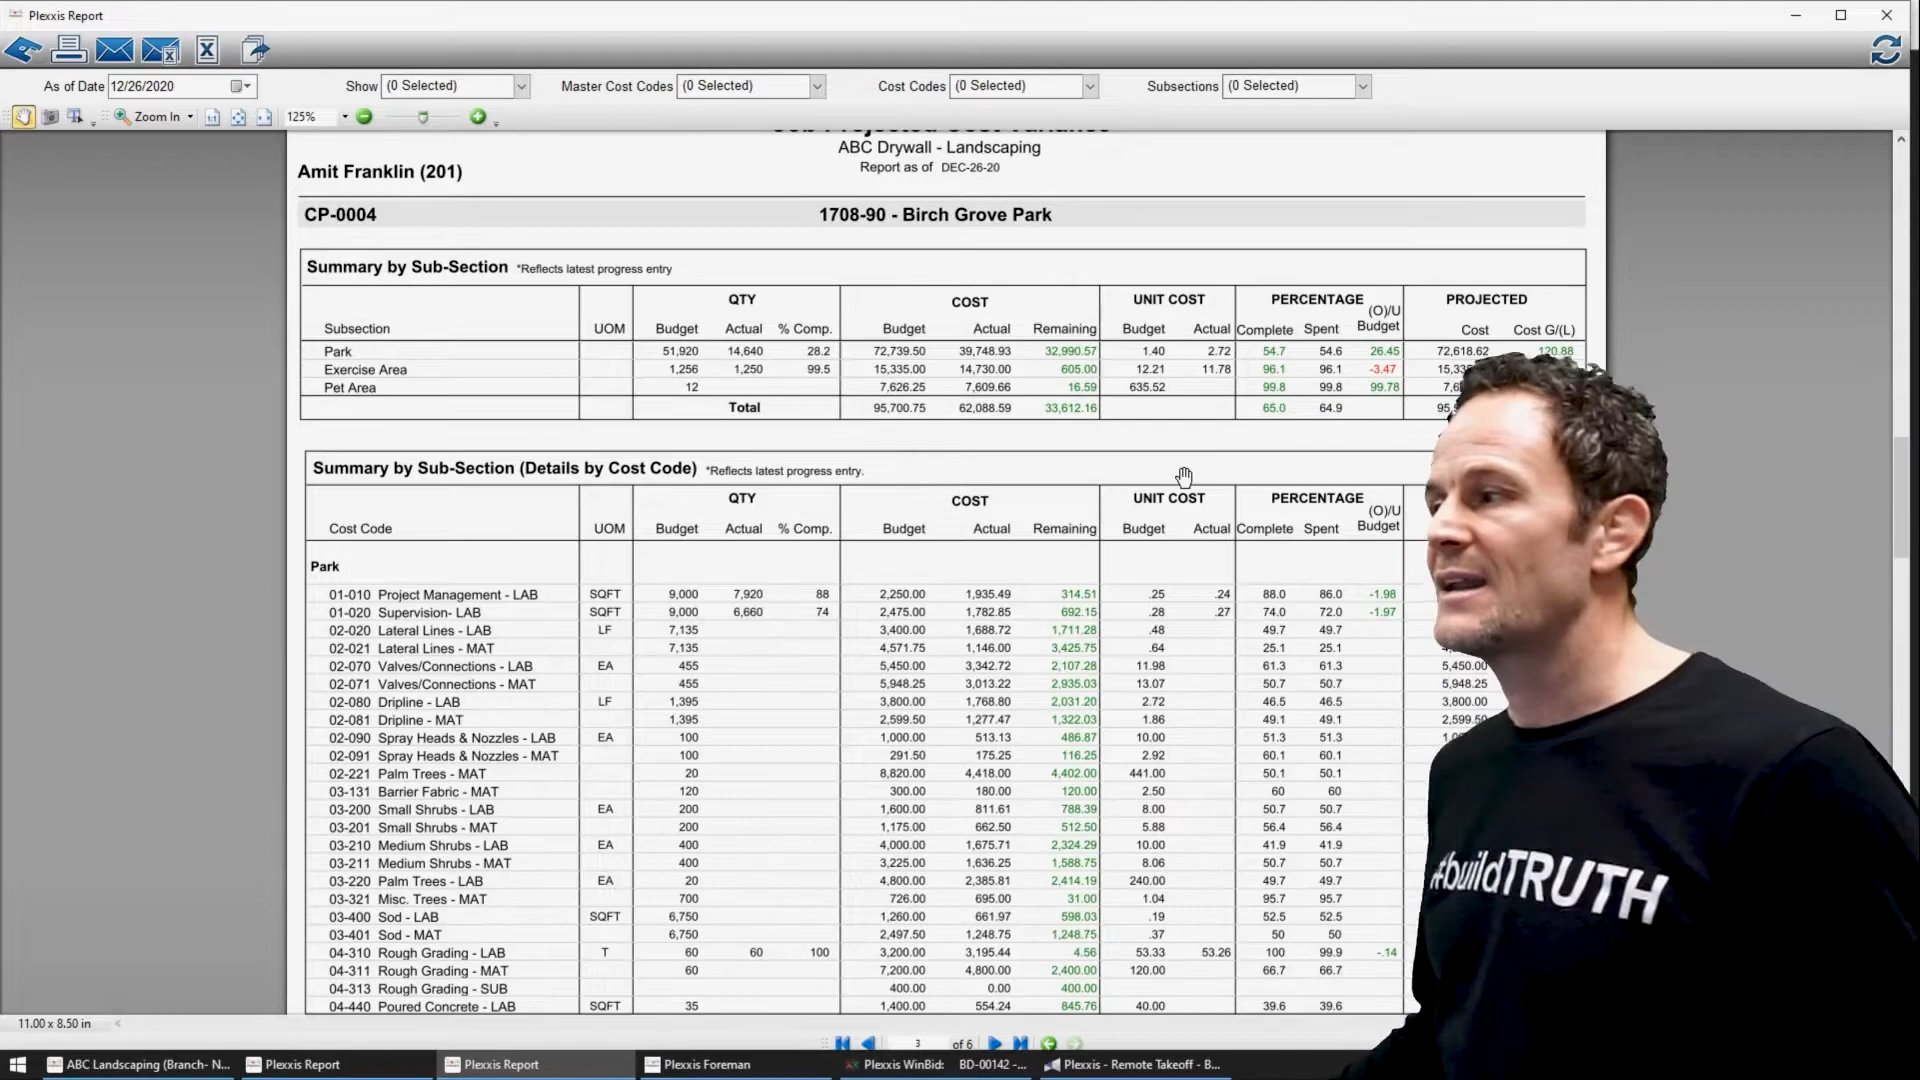 Plexxis Report
As of Date 12/26/2020 Show (0 Selected) Master Cost Codes (0 Selected) Cost Codes (0 Selected) Subsections (0 Selected)
Zoom In 125%
Job Projected Cost Variance
ABC Drywall - Landscaping
Amit Franklin (201) Report as of DEC-26-20
CP-0004 1708-90 - Birch Grove Park
Summary by Sub-Section *Reflects latest progress entry
QTY COST UNIT COST PERCENTAGE PROJECTED
Subsection UOM Budget Actual % Comp. Budget Actual Remaining Budget Actual Complete Spent (O)/U Budget Cost Cost G/(L)
Park 51,920 14,640 28.2 72,739.50 39,748.93 32,990.57 1.40 2.72 54.7 54.6 26.45 72,618.62 120.88
Exercise Area 1,256 1,250 99.5 15,335.00 14,730.00 605.00 12.21 11.78 96.1 96.1 -3.47
Pet Area 12 7,626.25 7,609.66 16.59 635.52 99.8 99.8 99.78
Total 95,700.75 62,088.59 33,612.16 65.0 64.9
Summary by Sub-Section (Details by Cost Code) *Reflects latest progress entry.
QTY COST UNIT COST PERCENTAGE
Cost Code UOM Budget Actual % Comp. Budget Actual Remaining Budget Actual Complete Spent (O)/U Budget
Park
01-010 Project Management - LAB SQFT 9,000 7,920 88 2,250.00 1,935.49 314.51 .25 .24 88.0 86.0 -1.98
01-020 Supervision- LAB SQFT 9,000 6,660 74 2,475.00 1,782.85 692.15 .28 .27 74.0 72.0 -1.97
02-020 Lateral Lines - LAB LF 7,135 3,400.00 1,688.72 1,711.28 .48 49.7 49.7
02-021 Lateral Lines - MAT 7,135 4,571.75 1,146.00 3,425.75 .64 25.1 25.1
02-070 Valves/Connections - LAB EA 455 5,450.00 3,342.72 2,107.28 11.98 61.3 61.3 5,450.00
02-071 Valves/Connections - MAT 455 5,948.25 3,013.22 2,935.03 13.07 50.7 50.7 5,948.25
02-080 Dripline - LAB LF 1,395 3,800.00 1,768.80 2,031.20 2.72 46.5 46.5 3,800.00
02-081 Dripline - MAT 1,395 2,599.50 1,277.47 1,322.03 1.86 49.1 49.1 2,599.50
02-090 Spray Heads & Nozzles - LAB EA 100 1,000.00 513.13 486.87 10.00 51.3 51.3
02-091 Spray Heads & Nozzles - MAT 100 291.50 175.25 116.25 2.92 60.1 60.1
02-221 Palm Trees - MAT 20 8,820.00 4,418.00 4,402.00 441.00 50.1 50.1
03-131 Barrier Fabric - MAT 120 300.00 180.00 120.00 2.50 60 60
03-200 Small Shrubs - LAB EA 200 1,600.00 811.61 788.39 8.00 50.7 50.7
03-201 Small Shrubs - MAT 200 1,175.00 662.50 512.50 5.88 56.4 56.4
03-210 Medium Shrubs - LAB EA 400 4,000.00 1,675.71 2,324.29 10.00 41.9 41.9
03-211 Medium Shrubs - MAT 400 3,225.00 1,636.25 1,588.75 8.06 50.7 50.7
03-220 Palm Trees - LAB EA 20 4,800.00 2,385.81 2,414.19 240.00 49.7 49.7
03-321 Misc. Trees - MAT 700 726.00 695.00 31.00 1.04 95.7 95.7
03-400 Sod - LAB SQFT 6,750 1,260.00 661.97 598.03 .19 52.5 52.5
03-401 Sod - MAT 6,750 2,497.50 1,248.75 1,248.75 .37 50 50
04-310 Rough Grading - LAB T 60 60 100 3,200.00 3,195.44 4.56 53.33 53.26 100 99.9 -.14
04-311 Rough Grading - MAT 60 7,200.00 4,800.00 2,400.00 120.00 66.7 66.7
04-313 Rough Grading - SUB 400.00 0.00 400.00
04-440 Poured Concrete - LAB SQFT 35 1,400.00 554.24 845.76 40.00 39.6 39.6
#buildTRUTH
11.00 x 8.50 in
3 of 6
ABC Landscaping (Branch- N... Plexxis Report Plexxis Report Plexxis Foreman Plexxis WinBid: BD-00142 -... Plexxis - Remote Takeoff - B...